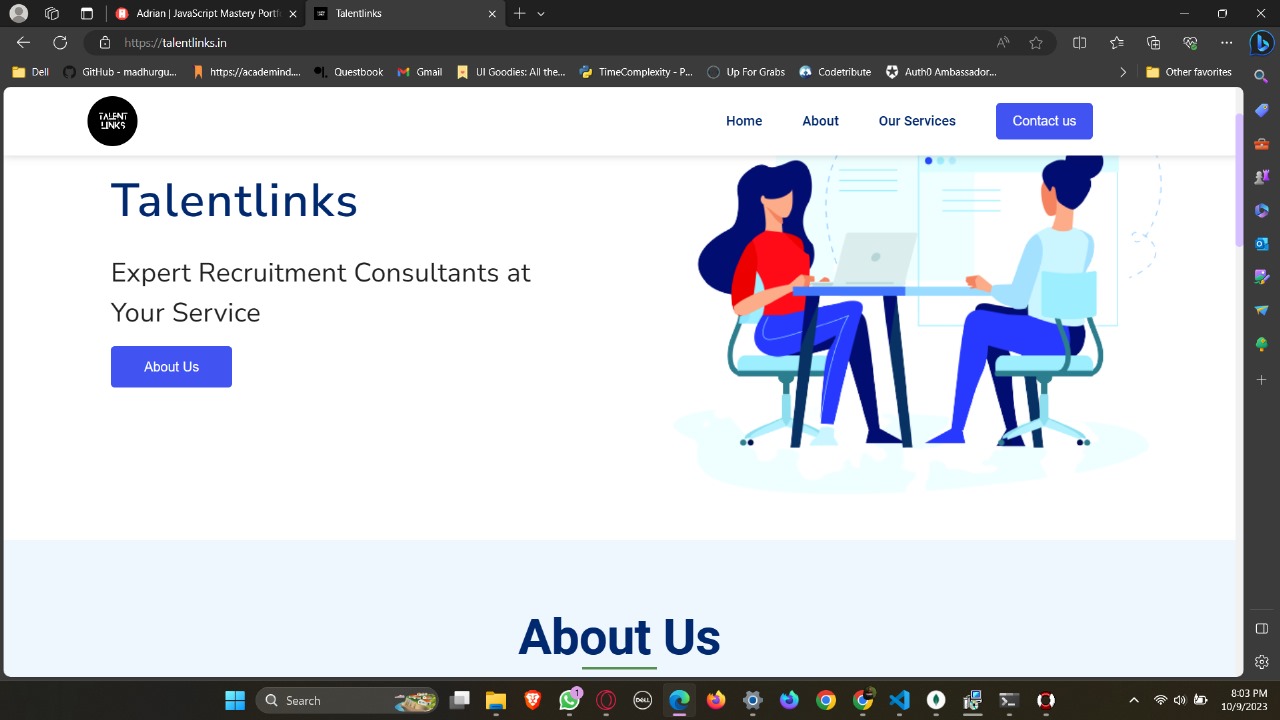 Adrian | JavaScript Mastery Portf
Talentlinks
https://talentlinks.in
Dell
GitHub - madhurgu...
https://academind....
Questbook
Gmail
UI Goodies: All the...
TimeComplexity - P...
Up For Grabs
Codetribute
Auth0 Ambassador...
Other favorites
TALENT
LINKS
Home
About
Our Services
Contact us
Talentlinks
Expert Recruitment Consultants at
Your Service
About Us
About Us
Search
DELL
1
8:03 PM
10/9/2023